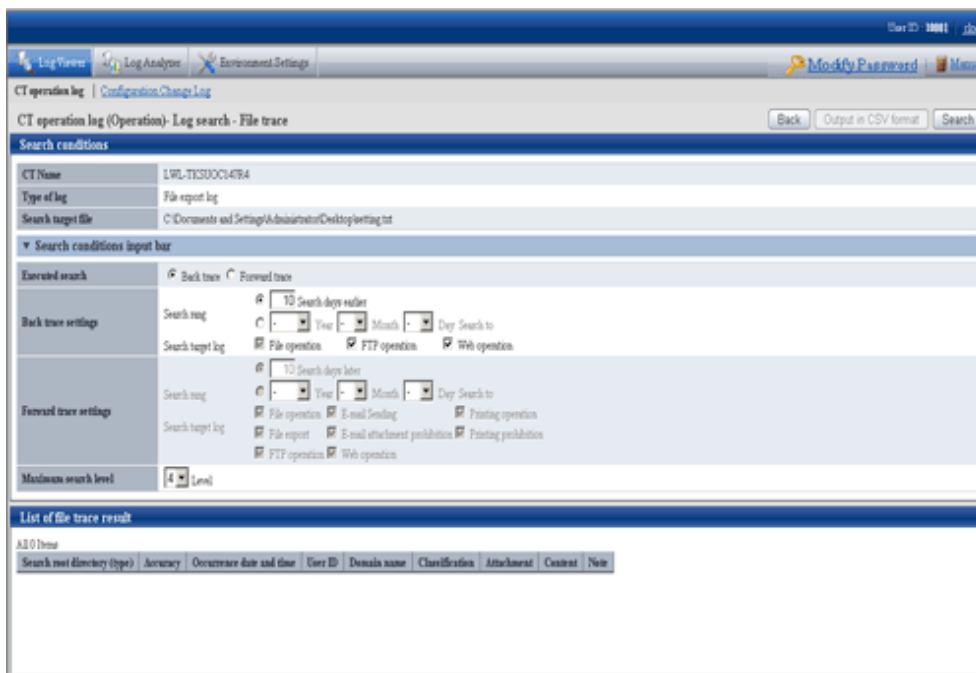 User ID : 10001
Log Viewer Log Analyzer Environment Settings Modify Password
CT operation log | Configuration Change Log
CT operation log (Operation)- Log search - File trace Back Output in CSV format Search
Search conditions
CT Name
Type of log File export log
Search target file C:\Documents and Settings\Administrator\Desktop\setting.txt
▼ Search conditions input bar
Executed search Back trace Forward trace
10 Search days earlier
Back trace settings Search rang
- Year - Month - Day Search to
Search target log File operation FTP operation Web operation
10 Search days later
Search rang - Year - Month - Day Search to
Forward trace settings
File operation E-mail Sending Printing operation
Search target log File export E-mail attachment prohibition Printing prohibition
FTP operation Web operation
Maximum search level 4 Level
List of file trace result
All 0 Items
Search root directory (type) Accuracy Occurrence date and time User ID Domain name Classification Attachment Content Note